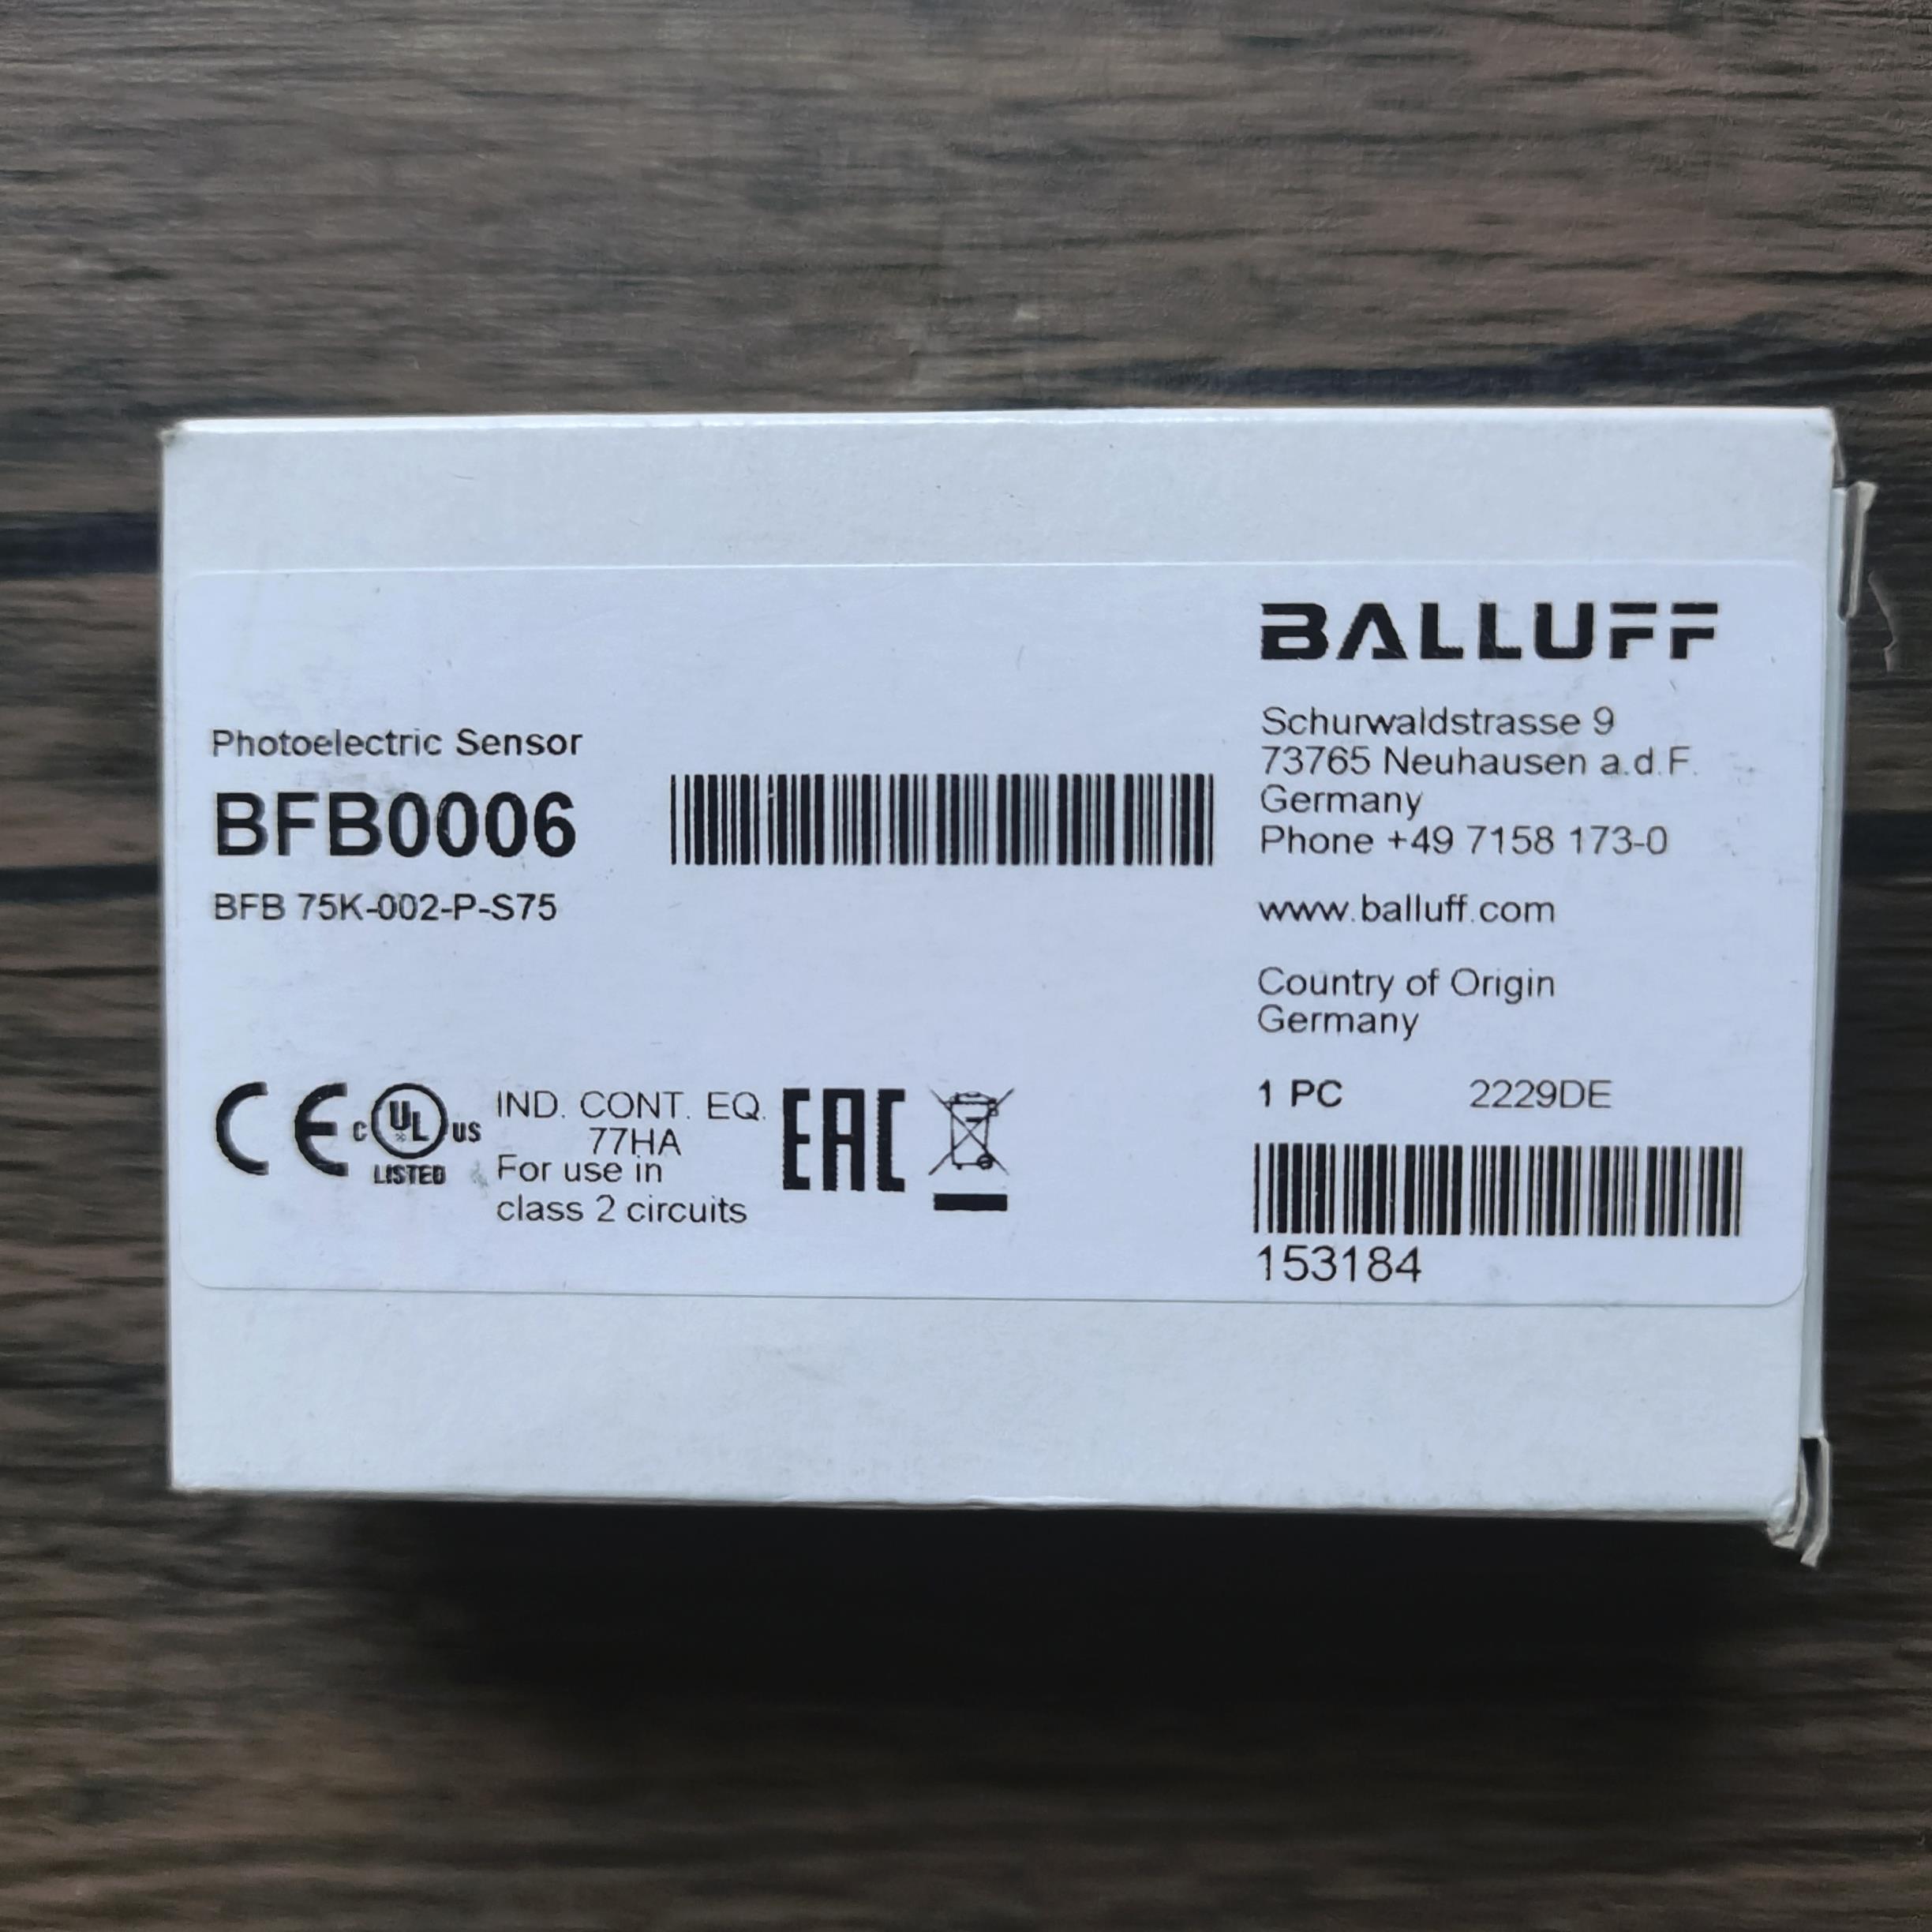 Photoelectric Sensor
BFB0006
BFB 75K-002-P-S75
CE
c UL us
LISTED
IND. CONT. EQ.
77HA
For use in
class 2 circuits
EAC
BALLUFF
Schurwaldstrasse 9
73765 Neuhausen a.d.F.
Germany
Phone +49 7158 173-0
www.balluff.com
Country of Origin
Germany
1 PC 2229DE
153184